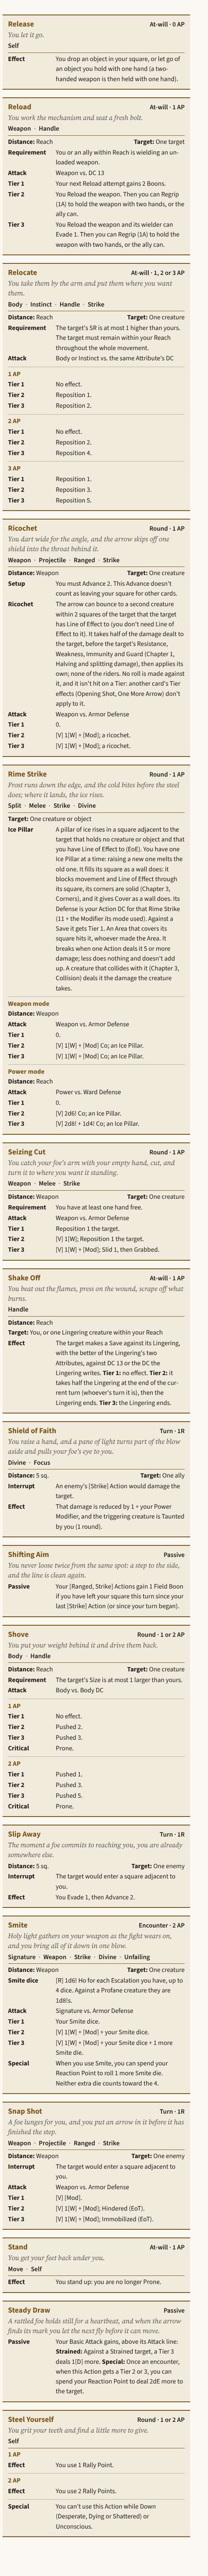 Release At-will · 0 AP
You let it go.
Self
Effect You drop an object in your square, or let go of
an object you hold with one hand (a two-
handed weapon is then held with one hand).
Reload At-will · 1 AP
You work the mechanism and seat a fresh bolt.
Weapon · Handle
Distance: Reach Target: One target
Requirement You or an ally within Reach is wielding an un-
loaded weapon.
Attack Weapon vs. DC 13
Tier 1 Your next Reload attempt gains 2 Boons.
Tier 2 You Reload the weapon. Then you can Regrip
(1A) to hold the weapon with two hands, or the
ally can.
Tier 3 You Reload the weapon and its wielder can
Evade 1. Then you can Regrip (1A) to hold the
weapon with two hands, or the ally can.
Relocate At-will · 1, 2 or 3 AP
You take them by the arm and put them where you want
them.
Body · Instinct · Handle · Strike
Distance: Reach Target: One creature
Requirement The target's SR is at most 1 higher than yours.
The target must remain within your Reach
throughout the whole movement.
Attack Body or Instinct vs. the same Attribute's DC
1 AP
Tier 1 No effect.
Tier 2 Reposition 1.
Tier 3 Reposition 2.
2 AP
Tier 1 No effect.
Tier 2 Reposition 2.
Tier 3 Reposition 4.
3 AP
Tier 1 Reposition 1.
Tier 2 Reposition 3.
Tier 3 Reposition 5.
Ricochet Round · 1 AP
You dart wide for the angle, and the arrow skips off one
shield into the throat behind it.
Weapon · Projectile · Ranged · Strike
Distance: Weapon Target: One creature
Setup You must Advance 2. This Advance doesn't
count as leaving your square for other cards.
Ricochet The arrow can bounce to a second creature
within 2 squares of the target that the target
has Line of Effect to (you don't need Line of
Effect to it). It takes half the damage dealt to
the target, before the target's Resistance,
Weakness, Immunity and Guard (Chapter 1,
Halving and splitting damage), then applies its
own; none of the riders. No roll is made against
it, and it isn't hit on a Tier: another card's Tier
effects (Opening Shot, One More Arrow) don't
apply to it.
Attack Weapon vs. Armor Defense
Tier 1 0.
Tier 2 [V] 1[W] + [Mod]; a ricochet.
Tier 3 [V] 1[W] + [Mod]; a ricochet.
Rime Strike Round · 1 AP
Frost runs down the edge, and the cold bites before the steel
does; where it lands, the ice rises.
Split · Melee · Strike · Divine
Target: One creature or object
Ice Pillar A pillar of ice rises in a square adjacent to the
target that holds no creature or object and that
you have Line of Effect to (EoE). You have one
Ice Pillar at a time: raising a new one melts the
old one. It fills its square as a wall does: it
blocks movement and Line of Effect through
its square, its corners are solid (Chapter 3,
Corners), and it gives Cover as a wall does. Its
Defense is your Action DC for that Rime Strike
(11 + the Modifier its mode used). Against a
Save it gets Tier 1. An Area that covers its
square hits it, whoever made the Area. It
breaks when one Action deals it 5 or more
damage; less does nothing and doesn't add
up. A creature that collides with it (Chapter 3,
Collision) deals it the damage the creature
takes.
Weapon mode
Distance: Weapon
Attack Weapon vs. Armor Defense
Tier 1 0.
Tier 2 [V] 1[W] + [Mod] Co; an Ice Pillar.
Tier 3 [V] 1[W] + [Mod] Co; an Ice Pillar.
Power mode
Distance: Reach
Attack Power vs. Ward Defense
Tier 1 0.
Tier 2 [V] 2d6! Co; an Ice Pillar.
Tier 3 [V] 2d8! + 1d4! Co; an Ice Pillar.
Seizing Cut Round · 1 AP
You catch your foe's arm with your empty hand, cut, and
turn it to where you want it standing.
Weapon · Melee · Strike
Distance: Weapon Target: One creature
Requirement You have at least one hand free.
Attack Weapon vs. Armor Defense
Tier 1 Reposition 1 the target.
Tier 2 [V] 1[W]; Reposition 1 the target.
Tier 3 [V] 1[W] + [Mod]; Slid 1, then Grabbed.
Shake Off At-will · 1 AP
You beat out the flames, press on the wound, scrape off what
burns.
Handle
Distance: Reach
Target: You, or one Lingering creature within your Reach
Effect The target makes a Save against its Lingering,
with the better of the Lingering's two
Attributes, against DC 13 or the DC the
Lingering writes. Tier 1: no effect. Tier 2: it
takes half the Lingering at the end of the cur-
rent turn (whoever's turn it is), then the
Lingering ends. Tier 3: the Lingering ends.
Shield of Faith Turn · 1R
You raise a hand, and a pane of light turns part of the blow
aside and pulls your foe's eye to you.
Divine · Focus
Distance: 5 sq. Target: One ally
Interrupt An enemy's [Strike] Action would damage the
target.
Effect That damage is reduced by 1 + your Power
Modifier, and the triggering creature is Taunted
by you (1 round).
Shifting Aim Passive
You never loose twice from the same spot: a step to the side,
and the line is clean again.
Passive Your [Ranged, Strike] Actions gain 1 Field Boon
if you have left your square this turn since your
last [Strike] Action (or since your turn began).
Shove Round · 1 or 2 AP
You put your weight behind it and drive them back.
Body · Handle
Distance: Reach Target: One creature
Requirement The target's Size is at most 1 larger than yours.
Attack Body vs. Body DC
1 AP
Tier 1 No effect.
Tier 2 Pushed 2.
Tier 3 Pushed 3.
Critical Prone.
2 AP
Tier 1 Pushed 1.
Tier 2 Pushed 3.
Tier 3 Pushed 5.
Critical Prone.
Slip Away Turn · 1R
The moment a foe commits to reaching you, you are already
somewhere else.
Distance: 5 sq. Target: One enemy
Interrupt The target would enter a square adjacent to
you.
Effect You Evade 1, then Advance 2.
Smite Encounter · 2 AP
Holy light gathers on your weapon as the fight wears on,
and you bring all of it down in one blow.
Signature · Weapon · Strike · Divine · Unfailing
Distance: Weapon Target: One creature
Smite dice [R] 1d6! Ho for each Escalation you have, up to
4 dice. Against a Profane creature they are
1d8!s.
Attack Signature vs. Armor Defense
Tier 1 Your Smite dice.
Tier 2 [V] 1[W] + [Mod] + your Smite dice.
Tier 3 [V] 1[W] + [Mod] + your Smite dice + 1 more
Smite die.
Special When you use Smite, you can spend your
Reaction Point to roll 1 more Smite die.
Neither extra die counts toward the 4.
Snap Shot Turn · 1R
A foe lunges for you, and you put an arrow in it before it has
finished the step.
Weapon · Projectile · Ranged · Strike
Distance: Weapon Target: One enemy
Interrupt The target would enter a square adjacent to
you.
Attack Weapon vs. Armor Defense
Tier 1 [V] [Mod].
Tier 2 [V] 1[W] + [Mod]; Hindered (EoT).
Tier 3 [V] 1[W] + [Mod]; Immobilized (EoT).
Stand At-will · 1 AP
You get your feet back under you.
Move · Self
Effect You stand up: you are no longer Prone.
Steady Draw Passive
A rattled foe holds still for a heartbeat, and when the arrow
finds its mark you let the next fly before it can move.
Passive Your Basic Attack gains, above its Attack line:
Strained: Against a Strained target, a Tier 3
deals 1[D] more. Special: Once an encounter,
when this Action gets a Tier 2 or 3, you can
spend your Reaction Point to deal 2dE more to
the target.
Steel Yourself Round · 1 or 2 AP
You grit your teeth and find a little more to give.
Self
1 AP
Effect You use 1 Rally Point.
2 AP
Effect You use 2 Rally Points.
Special You can't use this Action while Down
(Desperate, Dying or Shattered) or
Unconscious.